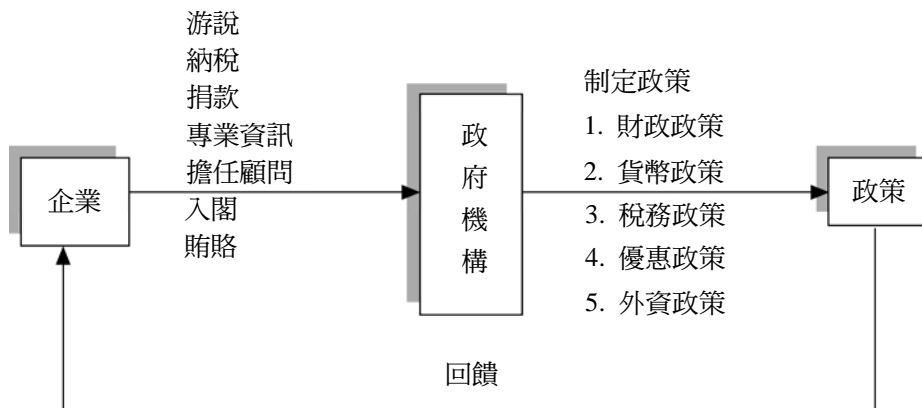 游說
納稅
捐款
專業資訊
擔任顧問
入閣
賄賂
企業
政
府
機
構
制定政策
1. 財政政策
2. 貨幣政策
3. 稅務政策
4. 優惠政策
5. 外資政策
政策
回饋